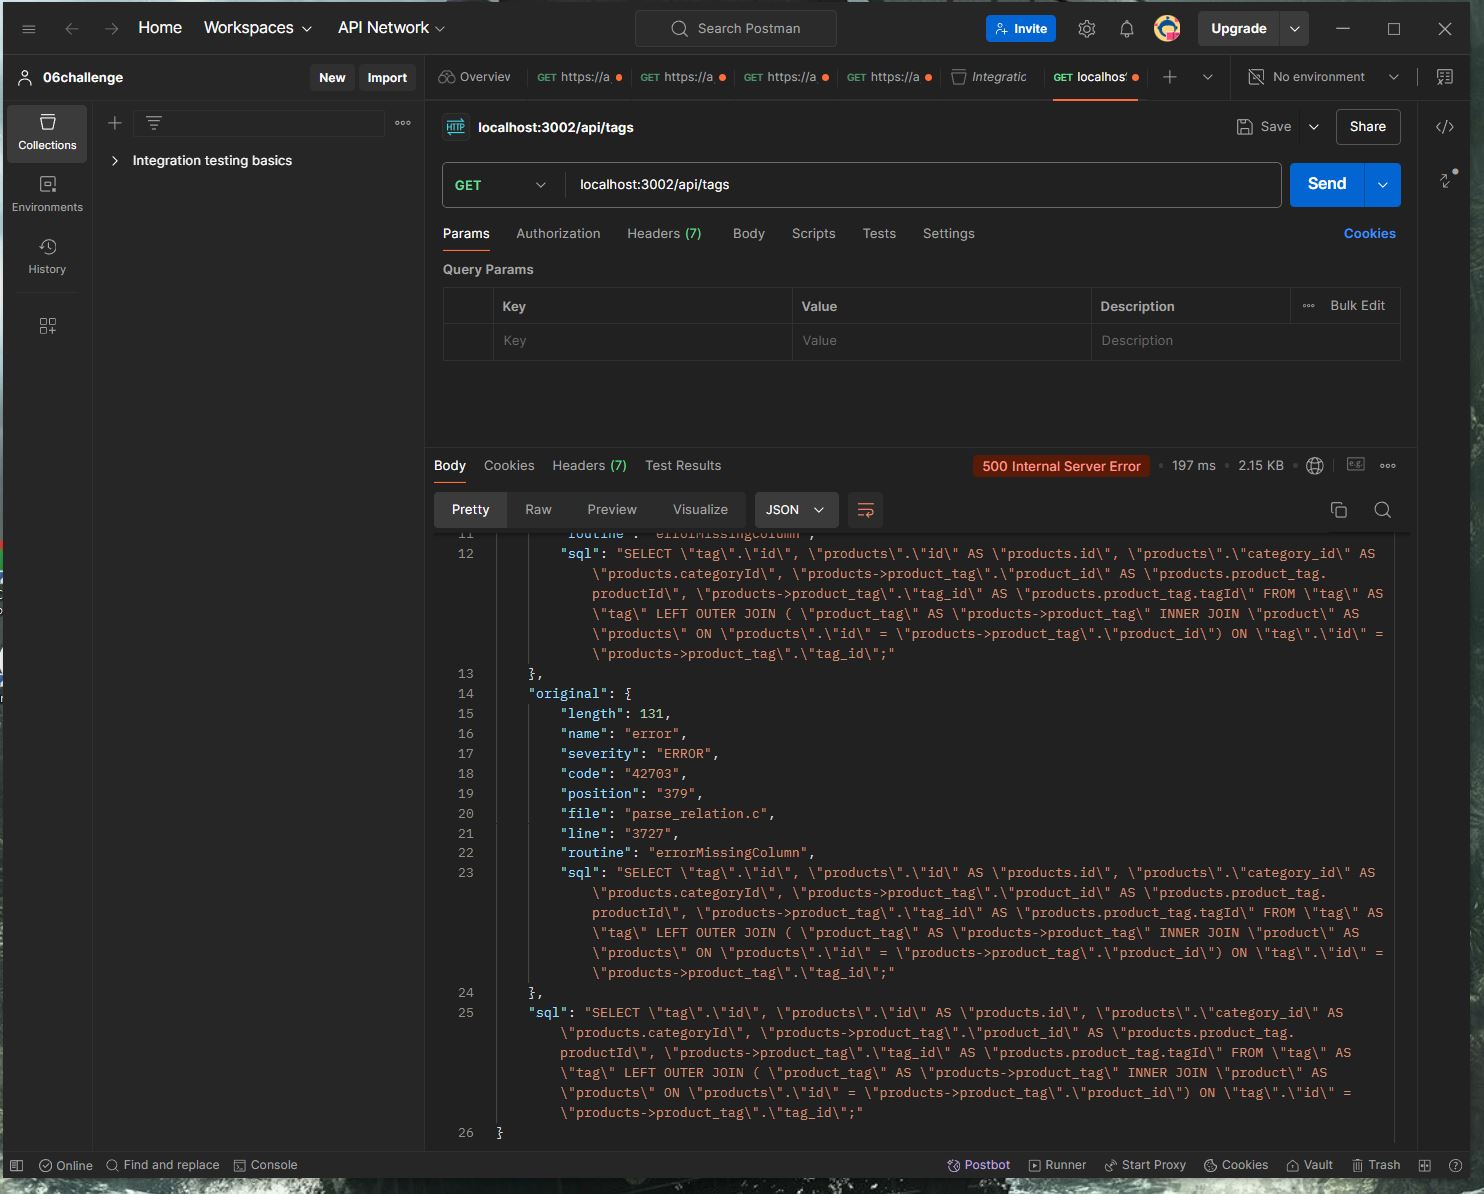 Home Workspaces API Network Search Postman Invite Upgrade
06challenge New Import Overview GET https://a GET https://a GET https://a GET https://a Integratic GET localhos' No environment
Collections
Environments
History
Integration testing basics
HTTP localhost:3002/api/tags Save Share
GET localhost:3002/api/tags Send
Params Authorization Headers (7) Body Scripts Tests Settings Cookies
Query Params
Key Value Description Bulk Edit
Key Value Description
Body Cookies Headers (7) Test Results 500 Internal Server Error 197 ms 2.15 KB e.g.
Pretty Raw Preview Visualize JSON
11 "routine": "errorMissingColumn",
12 "sql": "SELECT \"tag\".\"id\", \"products\".\"id\" AS \"products.id\", \"products\".\"category_id\" AS
\"products.categoryId\", \"products->product_tag\".\"product_id\" AS \"products.product_tag.
productId\", \"products->product_tag\".\"tag_id\" AS \"products.product_tag.tagId\" FROM \"tag\" AS
\"tag\" LEFT OUTER JOIN ( \"product_tag\" AS \"products->product_tag\" INNER JOIN \"product\" AS
\"products\" ON \"products\".\"id\" = \"products->product_tag\".\"product_id\") ON \"tag\".\"id\" =
\"products->product_tag\".\"tag_id\";"
13 },
14 "original": {
15 "length": 131,
16 "name": "error",
17 "severity": "ERROR",
18 "code": "42703",
19 "position": "379",
20 "file": "parse_relation.c",
21 "line": "3727",
22 "routine": "errorMissingColumn",
23 "sql": "SELECT \"tag\".\"id\", \"products\".\"id\" AS \"products.id\", \"products\".\"category_id\" AS
\"products.categoryId\", \"products->product_tag\".\"product_id\" AS \"products.product_tag.
productId\", \"products->product_tag\".\"tag_id\" AS \"products.product_tag.tagId\" FROM \"tag\" AS
\"tag\" LEFT OUTER JOIN ( \"product_tag\" AS \"products->product_tag\" INNER JOIN \"product\" AS
\"products\" ON \"products\".\"id\" = \"products->product_tag\".\"product_id\") ON \"tag\".\"id\" =
\"products->product_tag\".\"tag_id\";"
24 },
25 "sql": "SELECT \"tag\".\"id\", \"products\".\"id\" AS \"products.id\", \"products\".\"category_id\" AS
\"products.categoryId\", \"products->product_tag\".\"product_id\" AS \"products.product_tag.
productId\", \"products->product_tag\".\"tag_id\" AS \"products.product_tag.tagId\" FROM \"tag\" AS
\"tag\" LEFT OUTER JOIN ( \"product_tag\" AS \"products->product_tag\" INNER JOIN \"product\" AS
\"products\" ON \"products\".\"id\" = \"products->product_tag\".\"product_id\") ON \"tag\".\"id\" =
\"products->product_tag\".\"tag_id\";"
26 }
Online Find and replace Console Postbot Runner Start Proxy Cookies Vault Trash